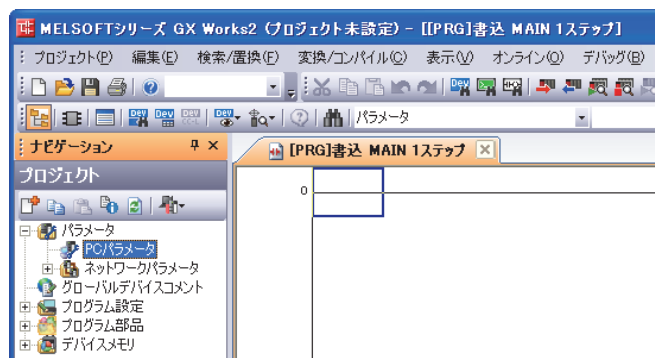 MELSOFTシリーズ GX Works2 (プロジェクト未設定) - [[PRG]書込 MAIN 1ステップ]
プロジェクト(P) 編集(E) 検索/置換(F) 変換/コンパイル(C) 表示(V) オンライン(O) デバッグ(B)
パラメータ
ナビゲーション
[PRG]書込 MAIN 1ステップ
プロジェクト
0
パラメータ
PCパラメータ
ネットワークパラメータ
グローバルデバイスコメント
プログラム設定
プログラム部品
デバイスメモリ